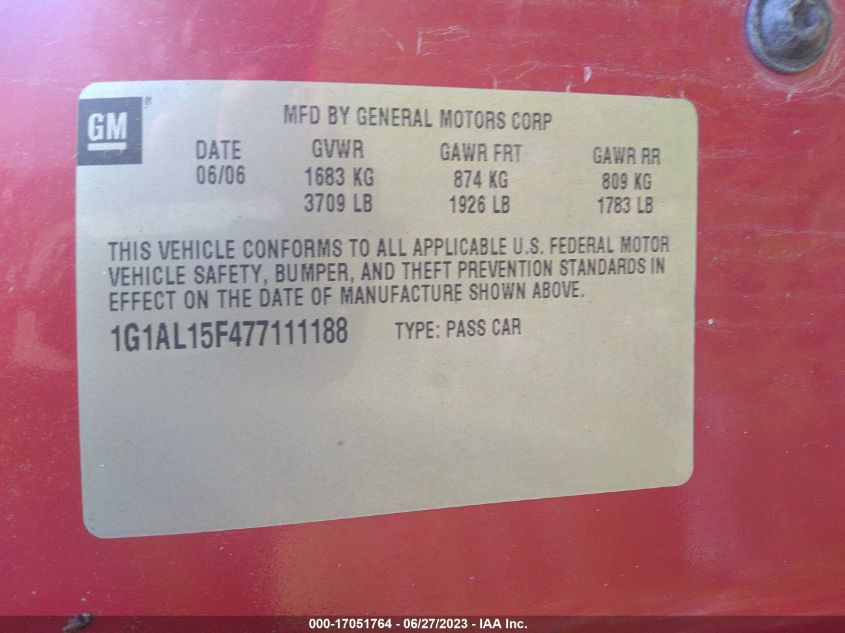 GM ®
MFD BY GENERAL MOTORS CORP
DATE GVWR GAWR FRT GAWR RR
06/06 1683 KG 874 KG 809 KG
3709 LB 1926 LB 1783 LB
THIS VEHICLE CONFORMS TO ALL APPLICABLE U.S. FEDERAL MOTOR
VEHICLE SAFETY, BUMPER, AND THEFT PREVENTION STANDARDS IN
EFFECT ON THE DATE OF MANUFACTURE SHOWN ABOVE.
1G1AL15F477111188 TYPE: PASS CAR
000-17051764 - 06/27/2023 - IAA Inc.